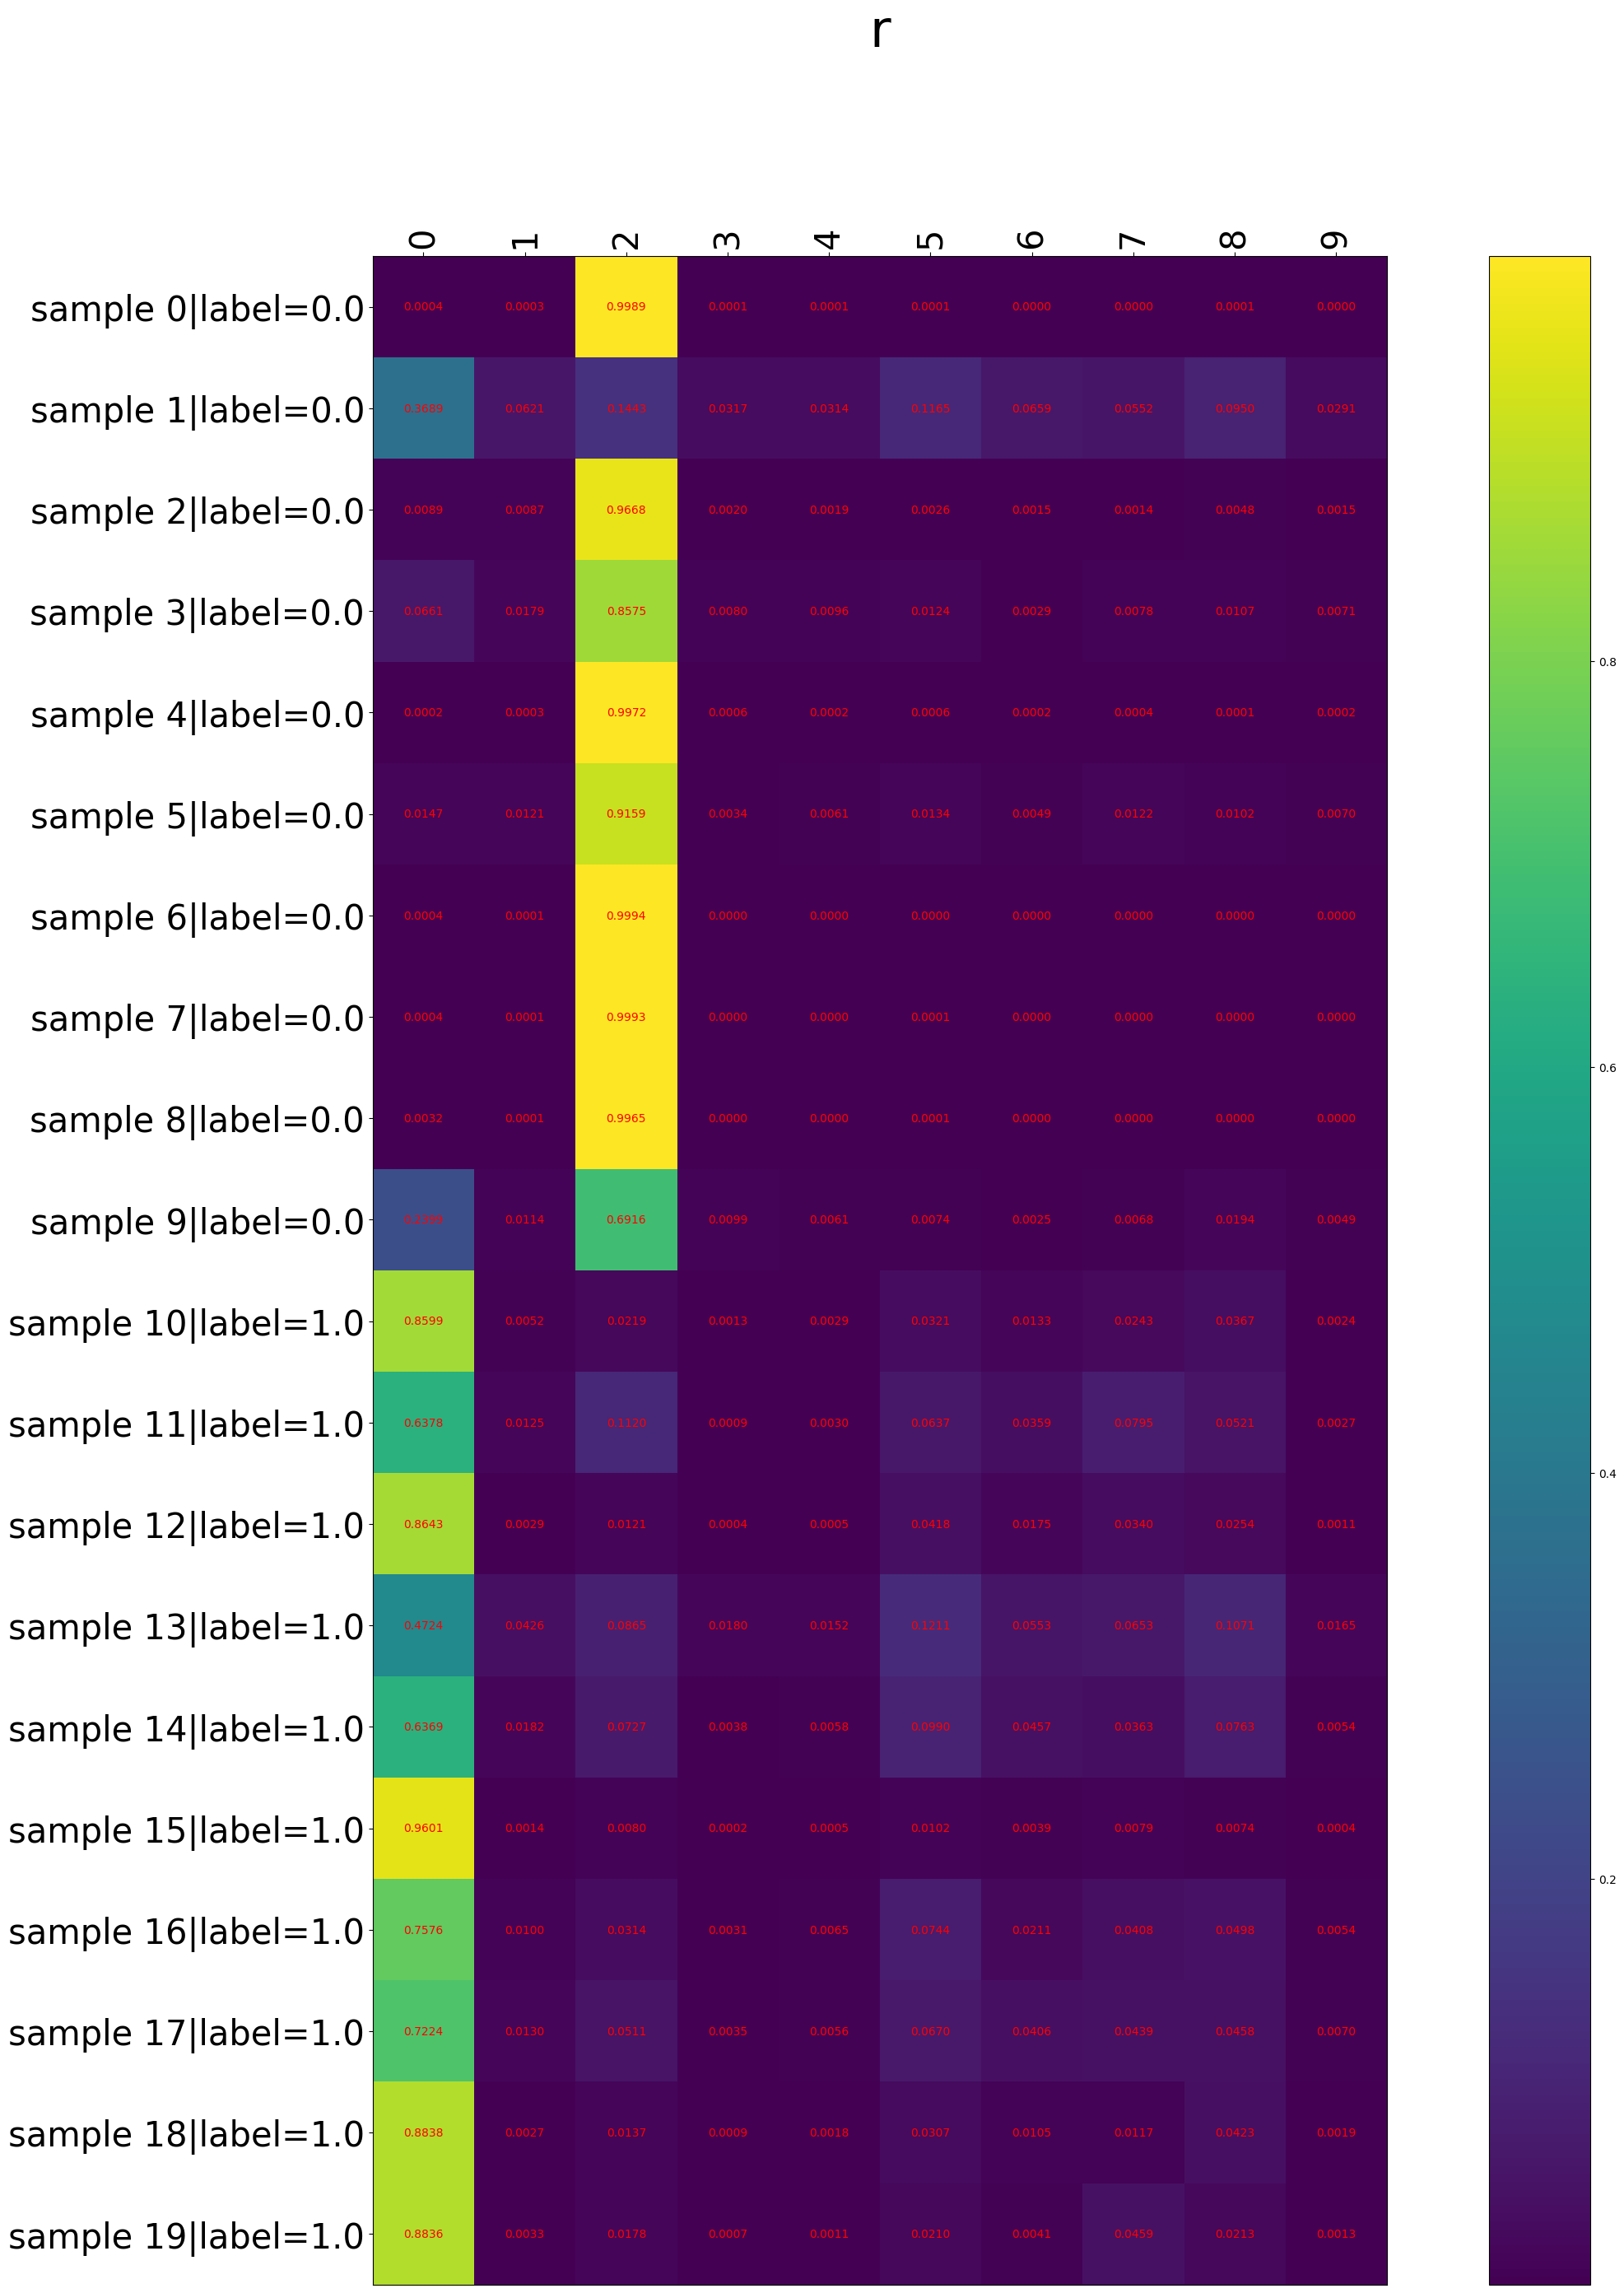 r
0 1 2 3 4 5 6 7 8 9
sample 0|label=0.0 0.0004 0.0003 0.9989 0.0001 0.0001 0.0001 0.0000 0.0000 0.0001 0.0000
sample 1|label=0.0 0.3689 0.0621 0.1443 0.0317 0.0314 0.1165 0.0659 0.0552 0.0950 0.0291
sample 2|label=0.0 0.0089 0.0087 0.9668 0.0020 0.0019 0.0026 0.0015 0.0014 0.0048 0.0015
sample 3|label=0.0 0.0661 0.0179 0.8575 0.0080 0.0096 0.0124 0.0029 0.0078 0.0107 0.0071
0.8
sample 4|label=0.0 0.0002 0.0003 0.9972 0.0006 0.0002 0.0006 0.0002 0.0004 0.0001 0.0002
sample 5|label=0.0 0.0147 0.0121 0.9159 0.0034 0.0061 0.0134 0.0049 0.0122 0.0102 0.0070
sample 6|label=0.0 0.0004 0.0001 0.9994 0.0000 0.0000 0.0000 0.0000 0.0000 0.0000 0.0000
sample 7|label=0.0 0.0004 0.0001 0.9993 0.0000 0.0000 0.0001 0.0000 0.0000 0.0000 0.0000
0.6
sample 8|label=0.0 0.0032 0.0001 0.9965 0.0000 0.0000 0.0001 0.0000 0.0000 0.0000 0.0000
sample 9|label=0.0 0.0114 0.6916 0.0099 0.0061 0.0074 0.0025 0.0068 0.0194 0.0049
sample 10|label=1.0 0.8599 0.0052 0.0219 0.0013 0.0029 0.0321 0.0133 0.0243 0.0367 0.0024
sample 11|label=1.0 0.6378 0.0125 0.1120 0.0009 0.0030 0.0637 0.0359 0.0795 0.0521 0.0027
0.4
sample 12|label=1.0 0.8643 0.0029 0.0121 0.0004 0.0005 0.0418 0.0175 0.0340 0.0254 0.0011
sample 13|label=1.0 0.4724 0.0426 0.0865 0.0180 0.0152 0.1211 0.0553 0.0653 0.1071 0.0165
sample 14|label=1.0 0.6369 0.0182 0.0727 0.0038 0.0058 0.0990 0.0457 0.0363 0.0763 0.0054
sample 15|label=1.0 0.9601 0.0014 0.0080 0.0002 0.0005 0.0102 0.0039 0.0079 0.0074 0.0004
0.2
sample 16|label=1.0 0.7576 0.0100 0.0314 0.0031 0.0065 0.0744 0.0211 0.0408 0.0498 0.0054
sample 17|label=1.0 0.7224 0.0130 0.0511 0.0035 0.0056 0.0670 0.0406 0.0439 0.0458 0.0070
sample 18|label=1.0 0.8838 0.0027 0.0137 0.0009 0.0018 0.0307 0.0105 0.0117 0.0423 0.0019
sample 19|label=1.0 0.8836 0.0033 0.0178 0.0007 0.0011 0.0210 0.0041 0.0459 0.0213 0.0013